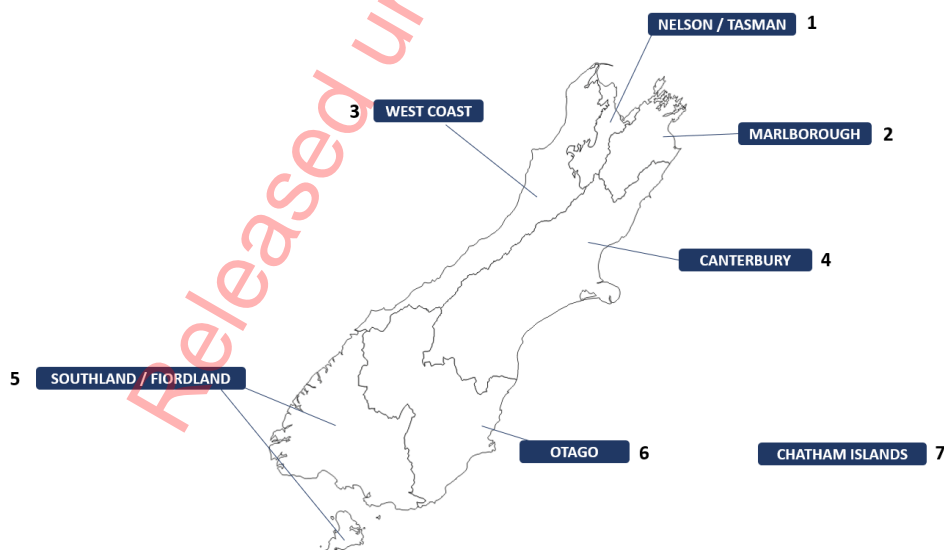 NELSON / TASMAN 1
3 WEST COAST
MARLBOROUGH 2
CANTERBURY 4
5 SOUTHLAND / FIORDLAND
OTAGO 6
CHATHAM ISLANDS 7
Released